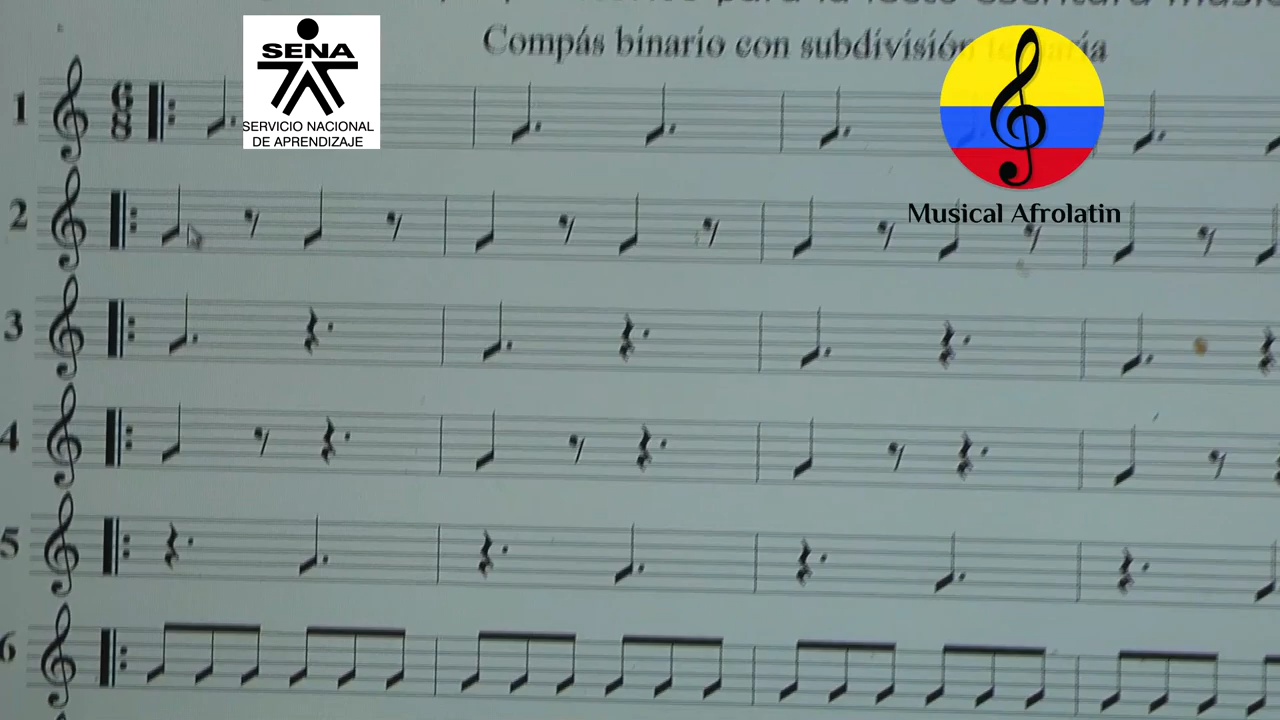 Compás binario con subdivisión
SENA
SERVICIO NACIONAL
DE APRENDIZAJE
Musical Afrolatin
1
6
8
2
3
4
5
6